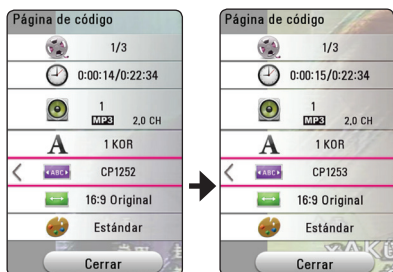 Página de código
1/3
0:00:14/0:22:34
1
MP3 2,0 CH
A 1 KOR
ABC CP1252
16:9 Original
Estándar
Cerrar
Página de código
1/3
0:00:15/0:22:34
1
MP3 2,0 CH
A 1 KOR
ABC CP1253
16:9 Original
Estándar
Cerrar